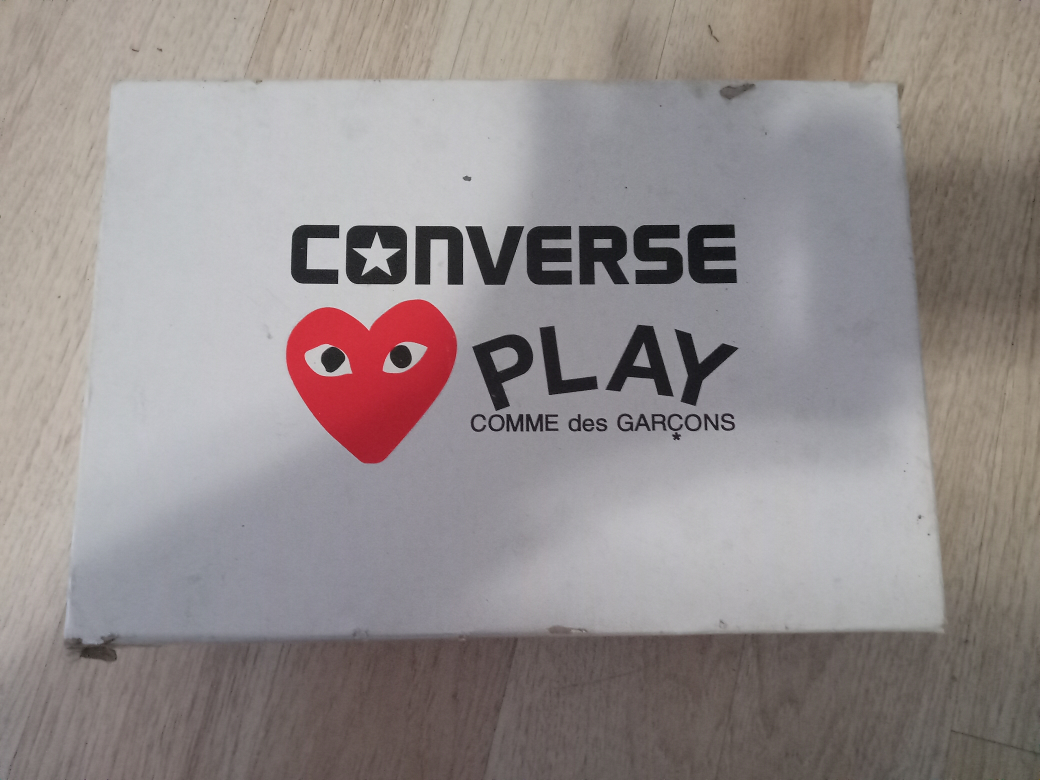 CONVERSE
PLAY
COMME des GARÇONS
*